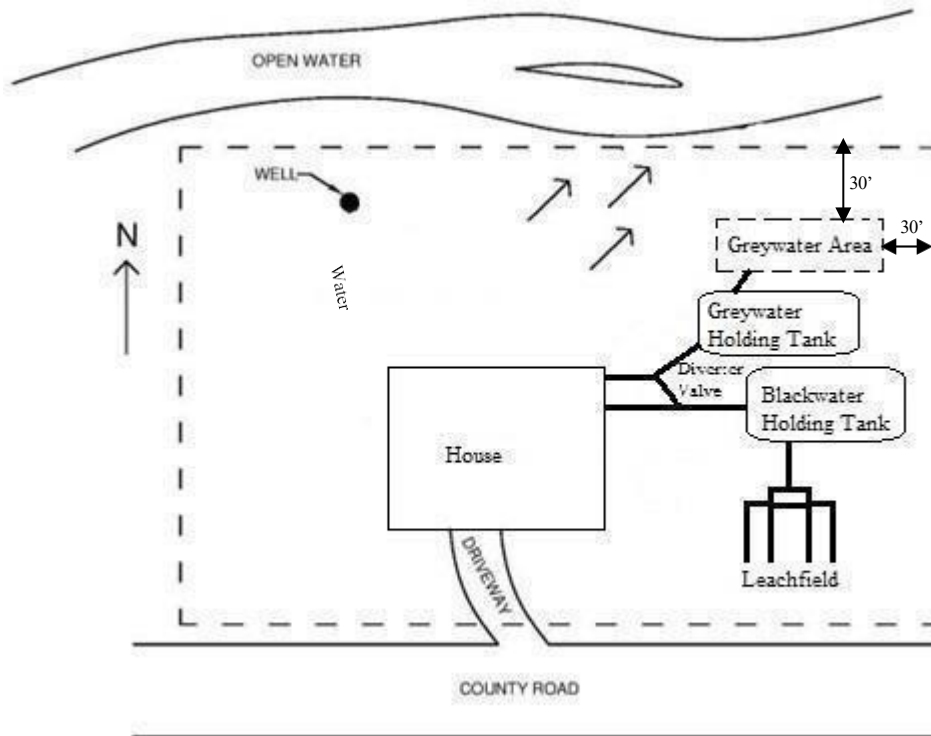 OPEN WATER
WELL
30'
N
30'
Greywater Area
Water
Greywater
Holding Tank
Diverter
Valve
Blackwater
Holding Tank
House
DRIVEWAY
Leachfield
COUNTY ROAD